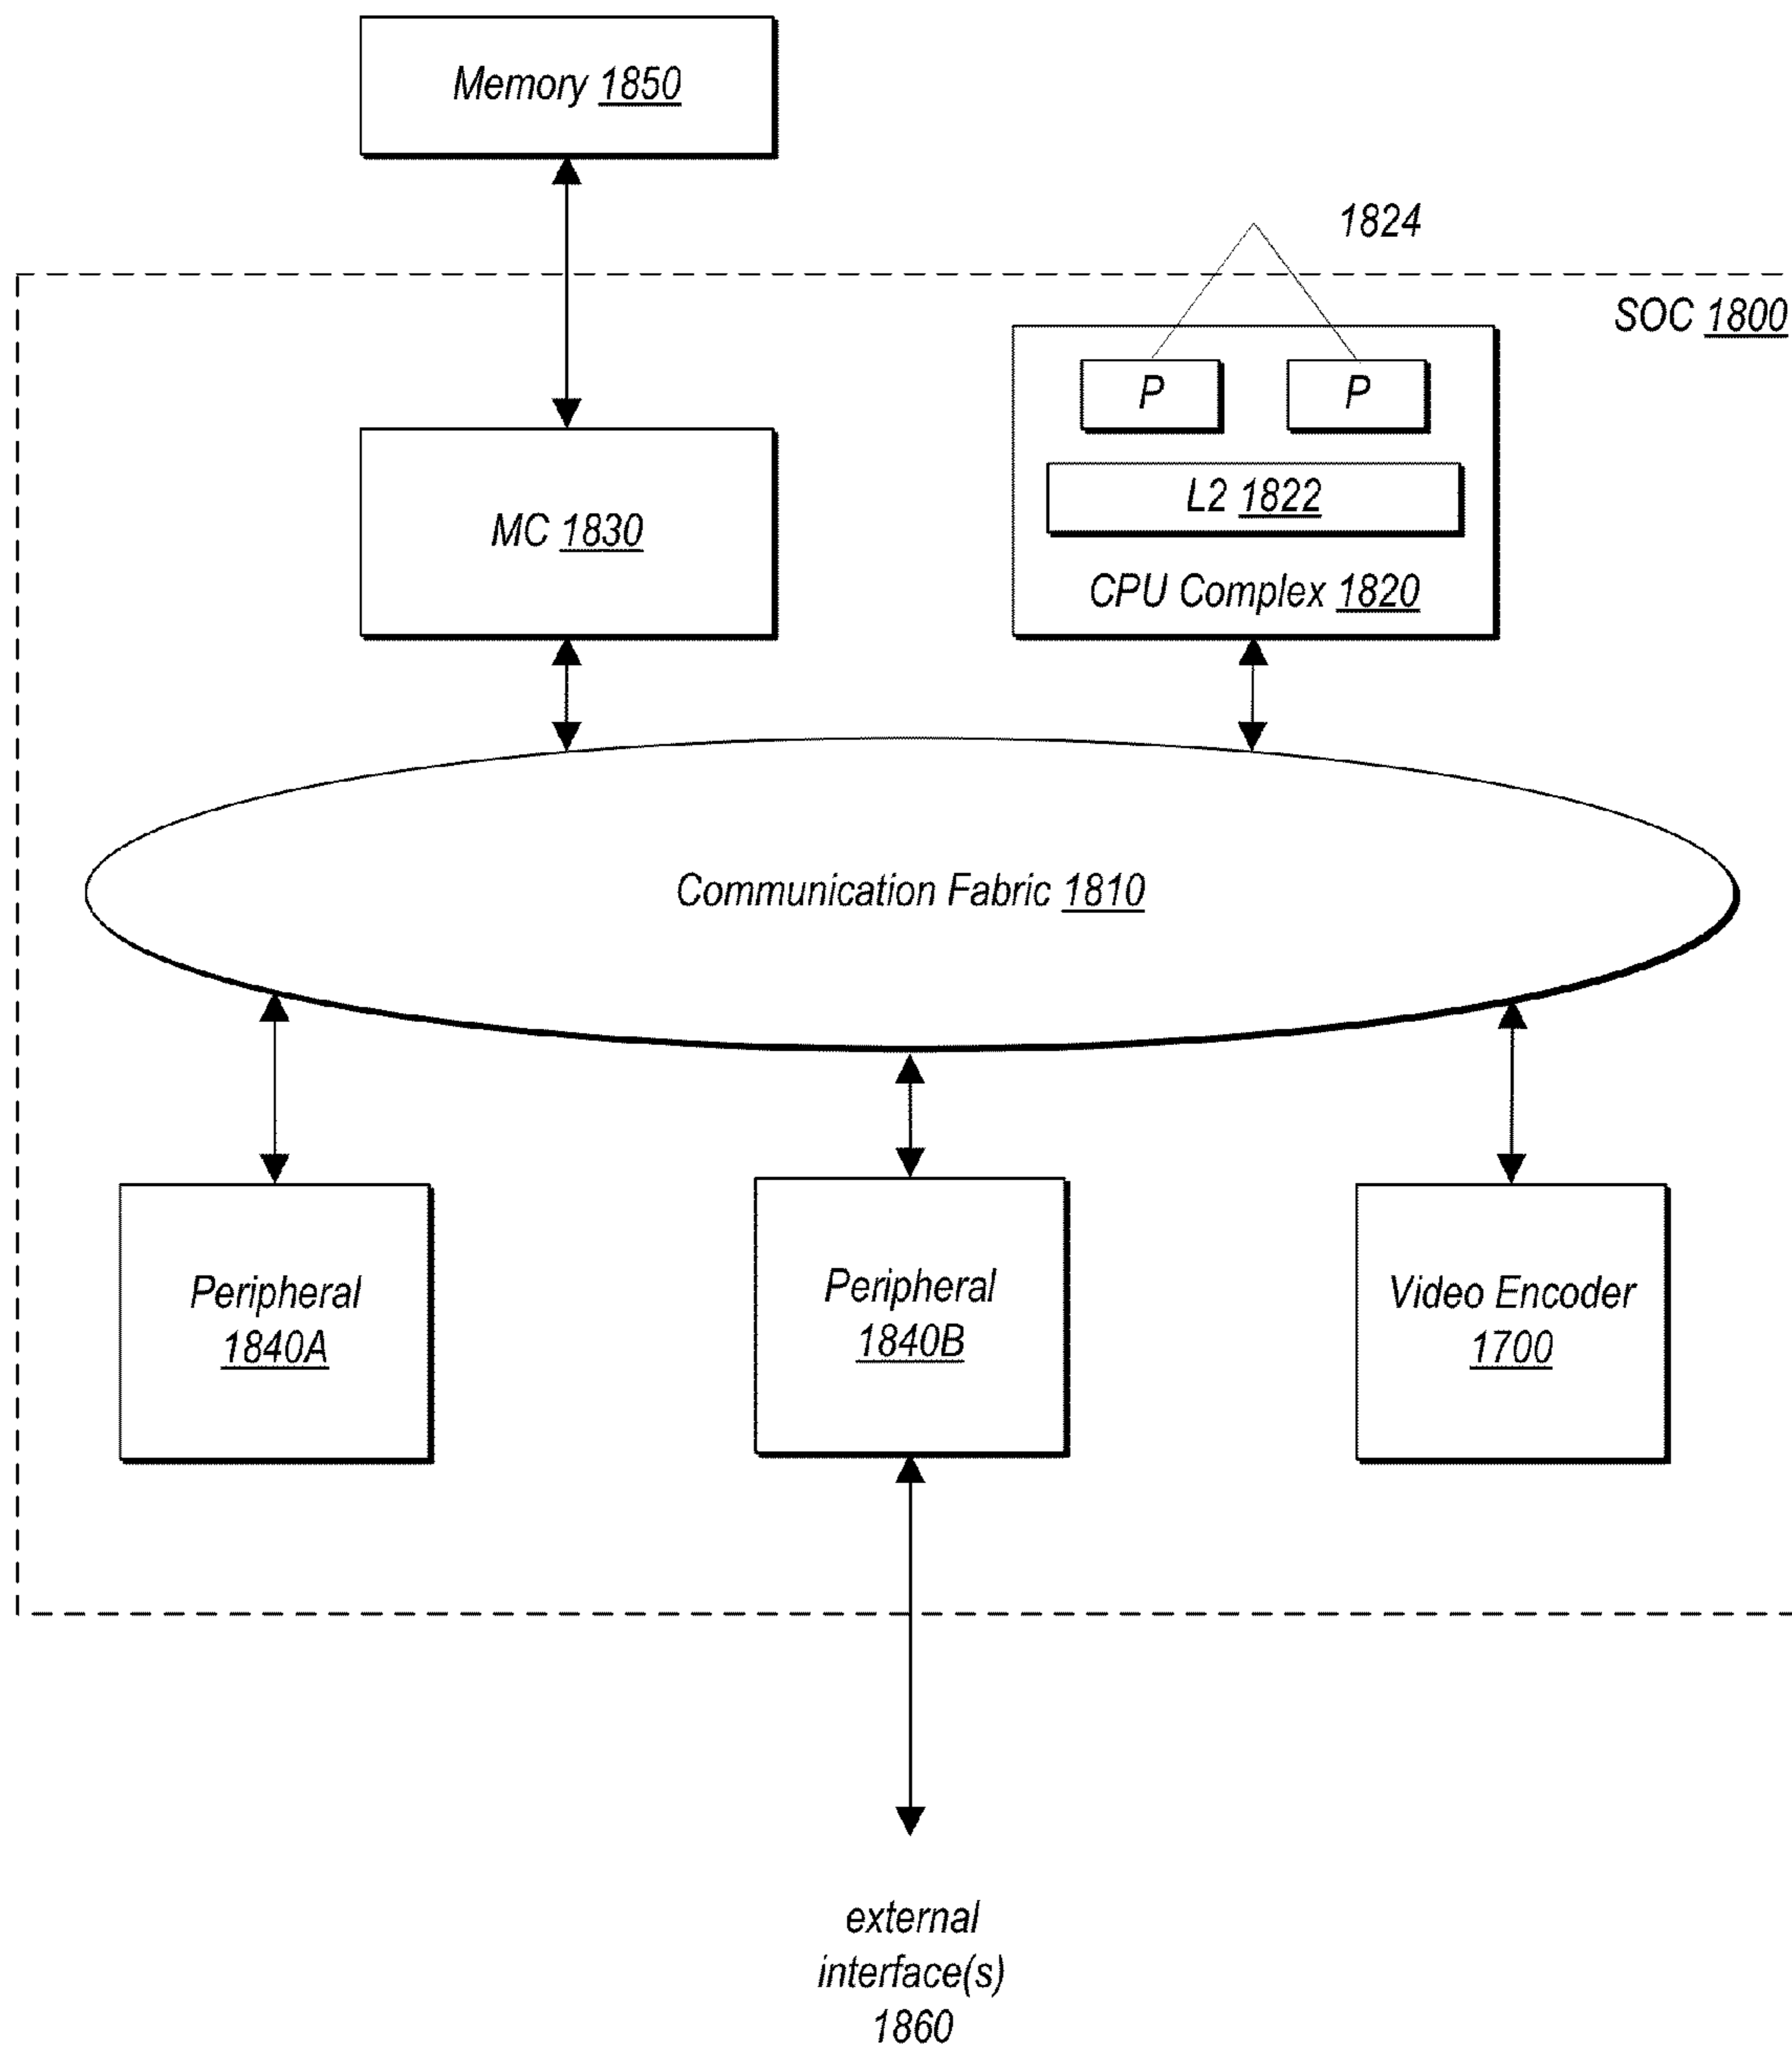 Memory 1850
1824
SOC 1800
P
P
L2 1822
MC 1830
CPU Complex 1820
Communication Fabric 1810
Peripheral
1840A
Peripheral
1840B
Video Encoder
1700
external
interface(s)
1860